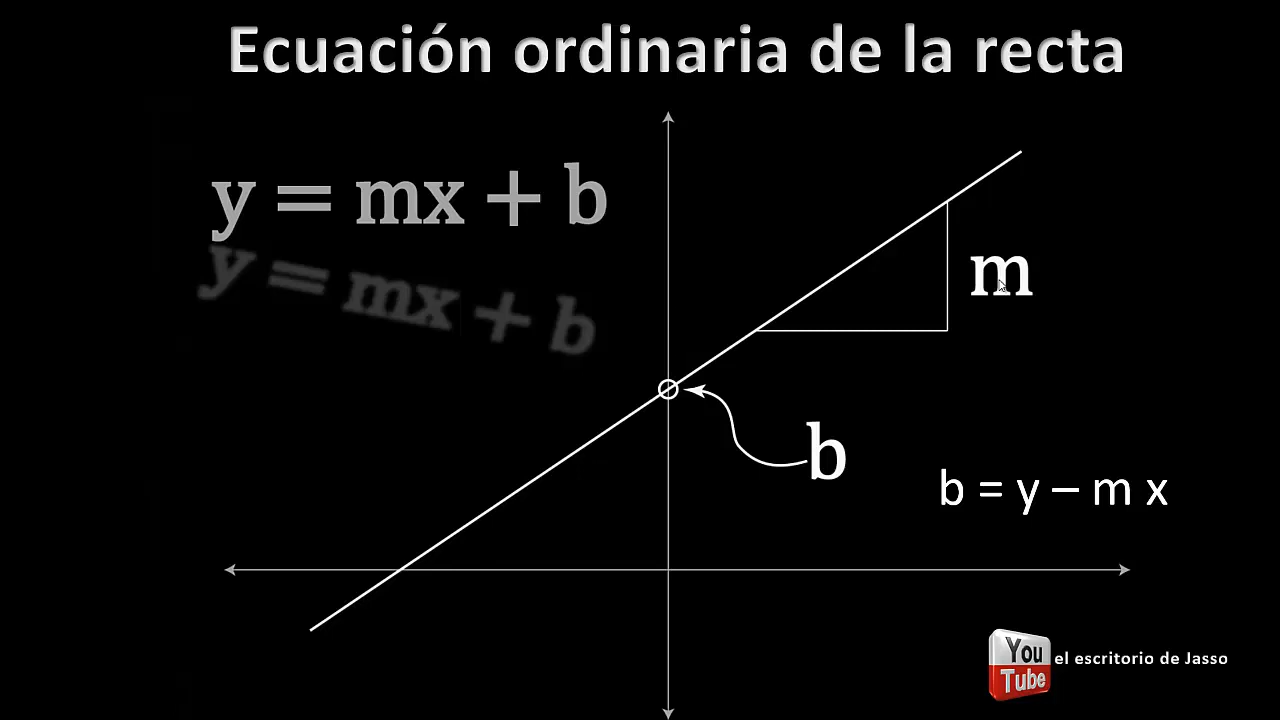 Ecuación ordinaria de la recta
y = mx + b
y = mx + b
m
b
b = y – m x
You
Tube
el escritorio de Jasso